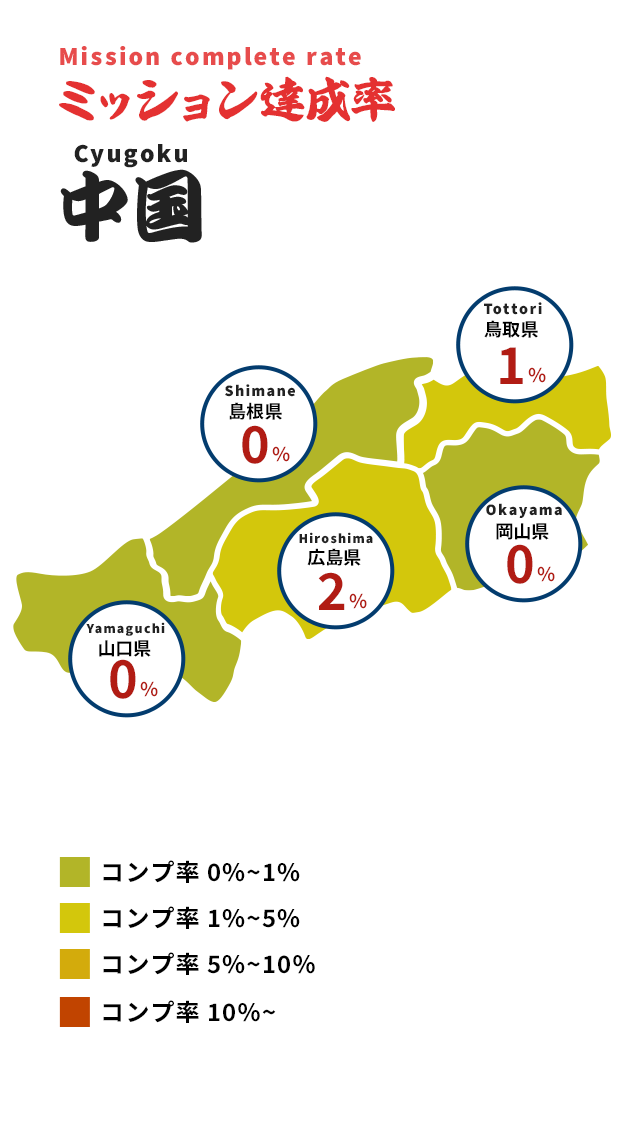 Mission complete rate
ミッション達成率
Cyugoku
中国
Tottori
鳥取県
1%
Shimane
島根県
0%
Okayama
岡山県
0%
Hiroshima
広島県
2%
Yamaguchi
山口県
0%
コンプ率 0%~1%
コンプ率 1%~5%
コンプ率 5%~10%
コンプ率 10%~